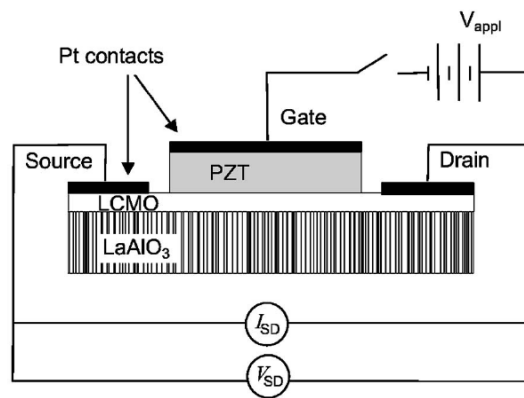 V_appl
Pt contacts
Gate
Source
Drain
PZT
LCMO
LaAlO₃
I_SD
V_SD